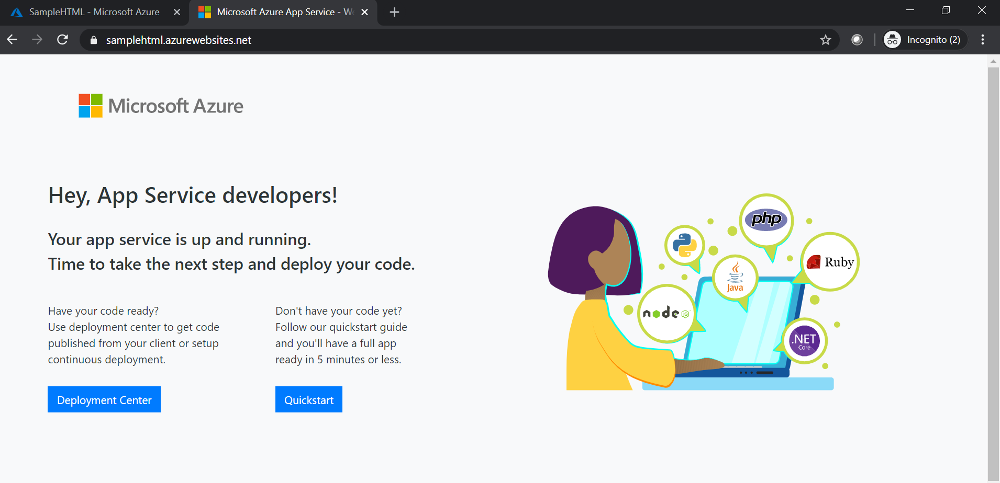 SampleHTML - Microsoft Azure
Microsoft Azure App Service - We
samplehtml.azurewebsites.net
Incognito (2)
Microsoft Azure
Hey, App Service developers!
Your app service is up and running.
Time to take the next step and deploy your code.
Have your code ready?
Use deployment center to get code
published from your client or setup
continuous deployment.
Deployment Center
Don't have your code yet?
Follow our quickstart guide
and you'll have a full app
ready in 5 minutes or less.
Quickstart
php
Ruby
Java
node
JS
.NET
Core